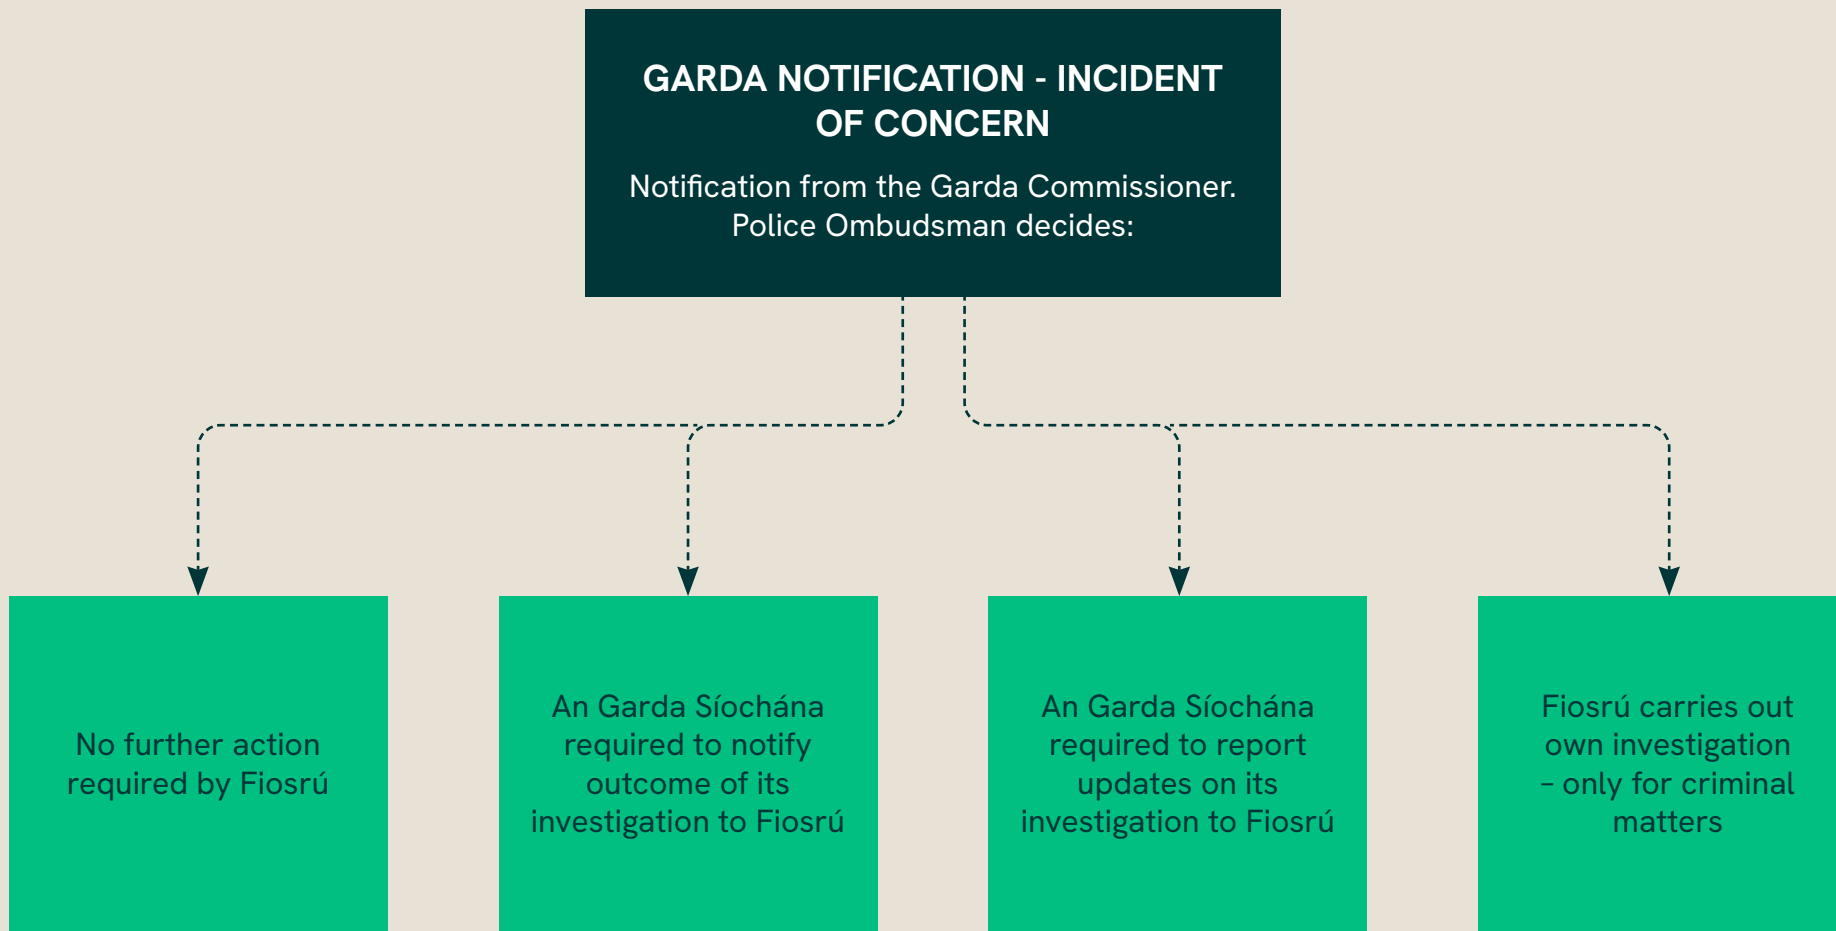 GARDA NOTIFICATION - INCIDENT
OF CONCERN
Notification from the Garda Commissioner.
Police Ombudsman decides:
No further action
required by Fiosrú
An Garda Síochána
required to notify
outcome of its
investigation to Fiosrú
An Garda Síochána
required to report
updates on its
investigation to Fiosrú
Fiosrú carries out
own investigation
– only for criminal
matters